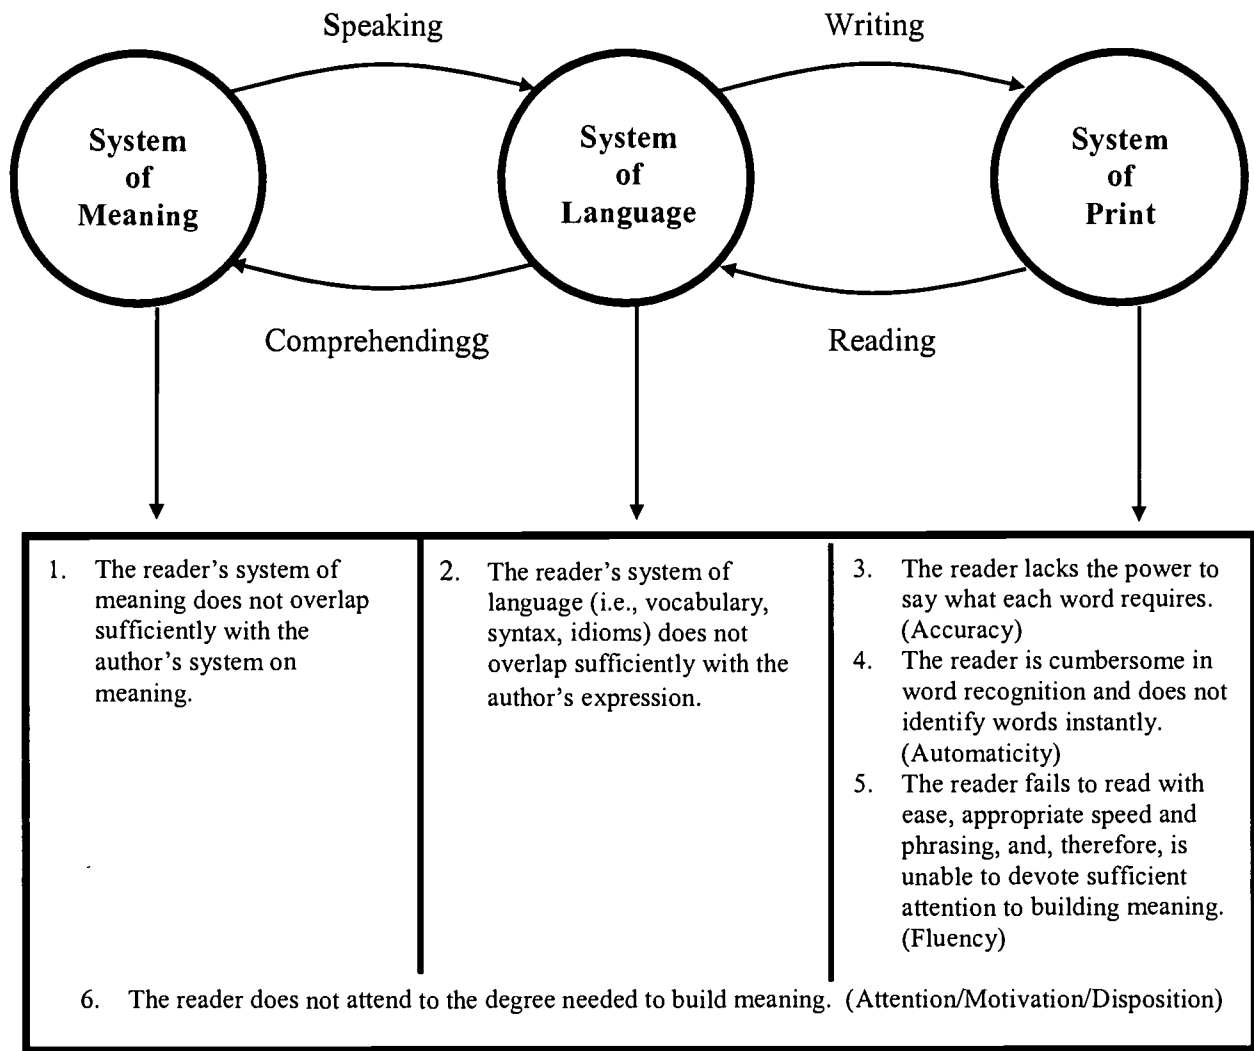 Speaking
Writing
System
of
Meaning
System
of
Language
System
of
Print
Comprehendingg
Reading
1. The reader's system of
meaning does not overlap
sufficiently with the
author's system on
meaning.
2. The reader's system of
language (i.e., vocabulary,
syntax, idioms) does not
overlap sufficiently with the
author's expression.
3. The reader lacks the power to
say what each word requires.
(Accuracy)
4. The reader is cumbersome in
word recognition and does not
identify words instantly.
(Automaticity)
5. The reader fails to read with
ease, appropriate speed and
phrasing, and, therefore, is
unable to devote sufficient
attention to building meaning.
(Fluency)
6. The reader does not attend to the degree needed to build meaning. (Attention/Motivation/Disposition)